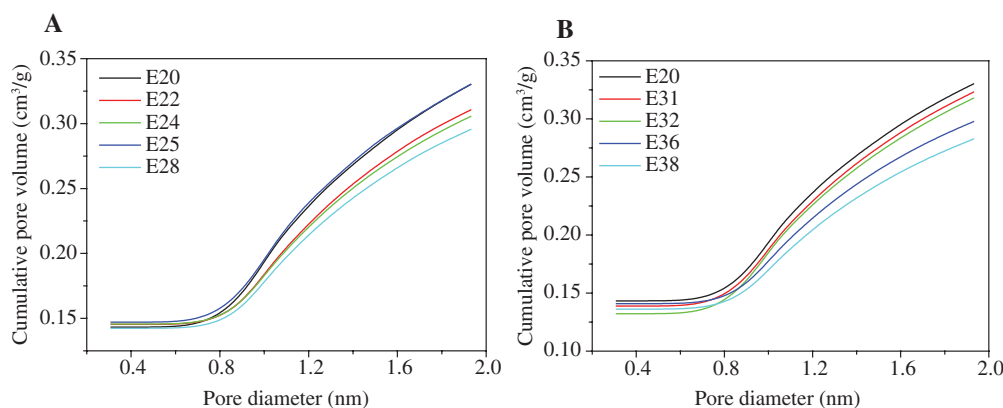 A
Cumulative pore volume (cm³/g)
0.35
0.30
0.25
0.20
0.15
E20
E22
E24
E25
E28
0.4
0.8
1.2
1.6
2.0
Pore diameter (nm)
B
Cumulative pore volume (cm³/g)
0.35
0.30
0.25
0.20
0.15
0.10
E20
E31
E32
E36
E38
0.4
0.8
1.2
1.6
2.0
Pore diameter (nm)